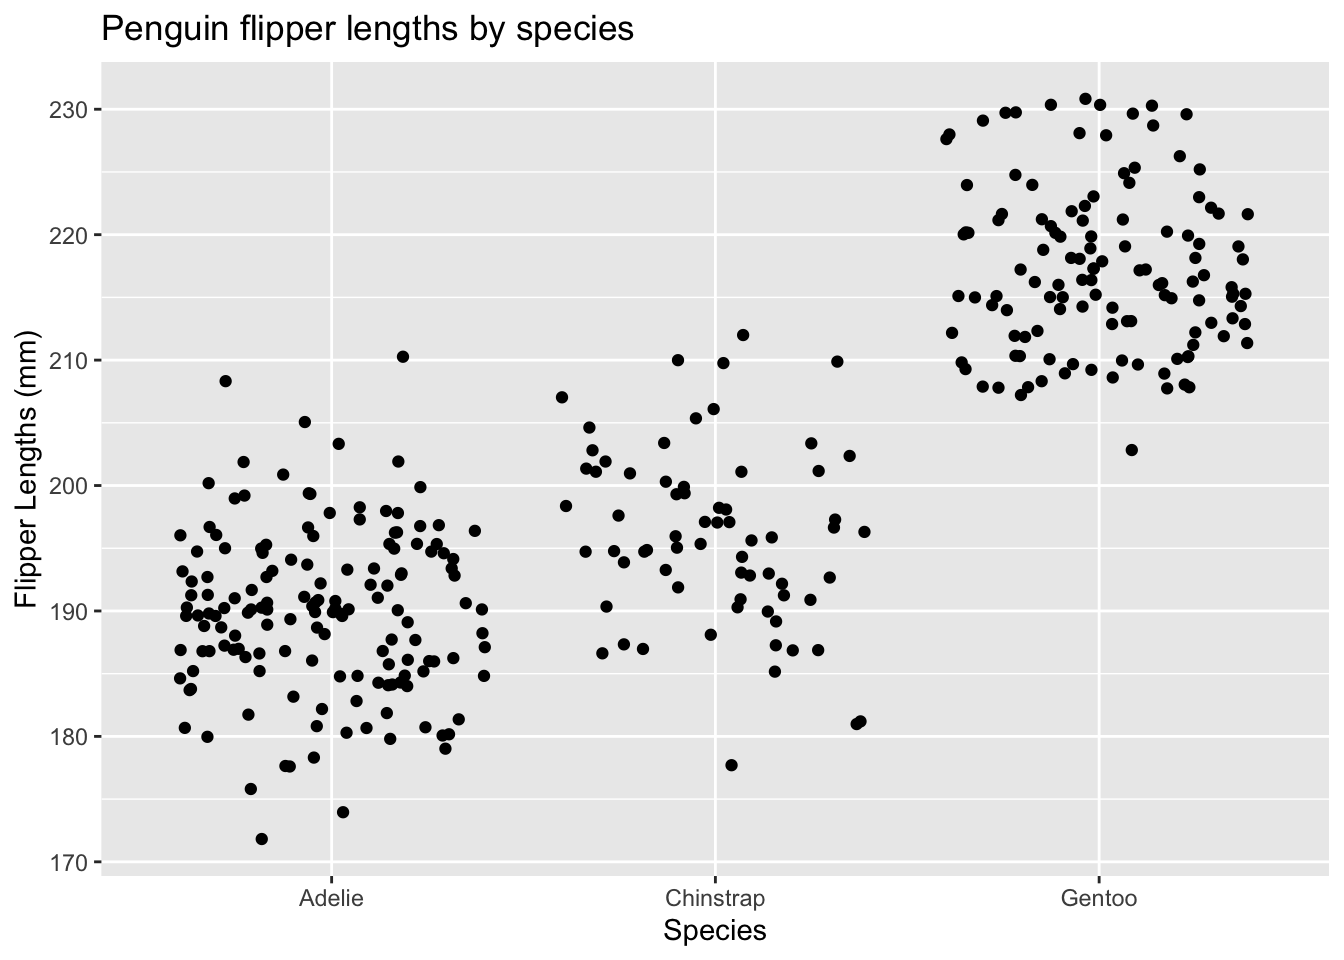 Penguin flipper lengths by species
Flipper Lengths (mm)
230
220
210
200
190
180
170
Adelie
Chinstrap
Gentoo
Species